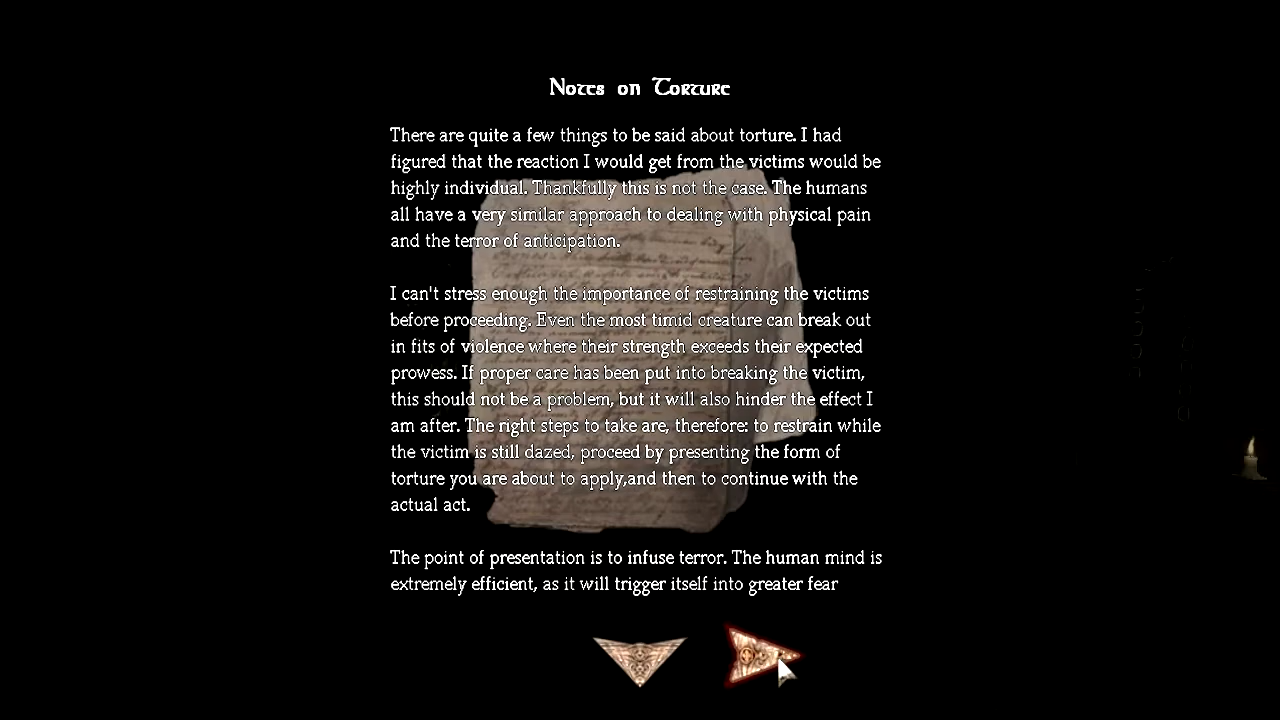 Notes on Torture
There are quite a few things to be said about torture. I had
figured that the reaction I would get from the victims would be
highly individual. Thankfully this is not the case. The humans
all have a very similar approach to dealing with physical pain
and the terror of anticipation.
I can't stress enough the importance of restraining the victims
before proceeding. Even the most timid creature can break out
in fits of violence where their strength exceeds their expected
prowess. If proper care has been put into breaking the victim,
this should not be a problem, but it will also hinder the effect I
am after. The right steps to take are, therefore: to restrain while
the victim is still dazed, proceed by presenting the form of
torture you are about to apply,and then to continue with the
actual act.
The point of presentation is to infuse terror. The human mind is
extremely efficient, as it will trigger itself into greater fear